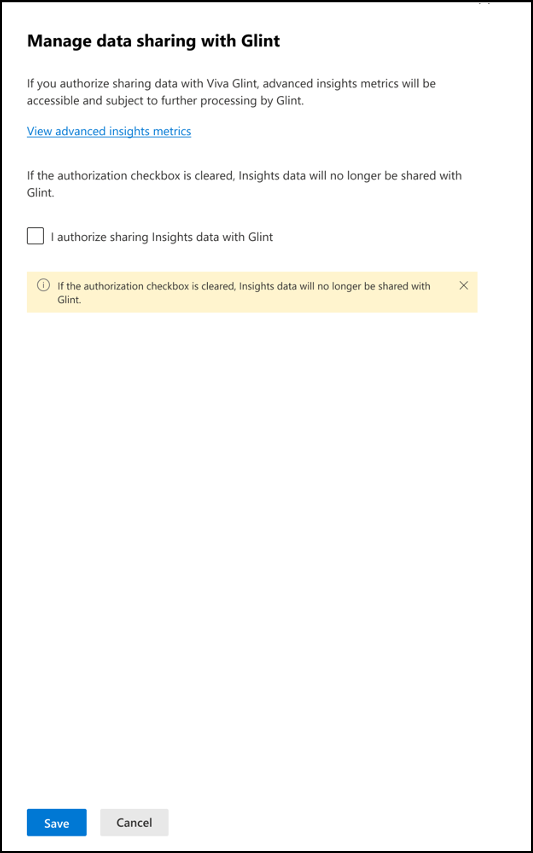 Manage data sharing with Glint
If you authorize sharing data with Viva Glint, advanced insights metrics will be
accessible and subject to further processing by Glint.
View advanced insights metrics
If the authorization checkbox is cleared, Insights data will no longer be shared with
Glint.
I authorize sharing Insights data with Glint
If the authorization checkbox is cleared, Insights data will no longer be shared with
Glint.
Save
Cancel